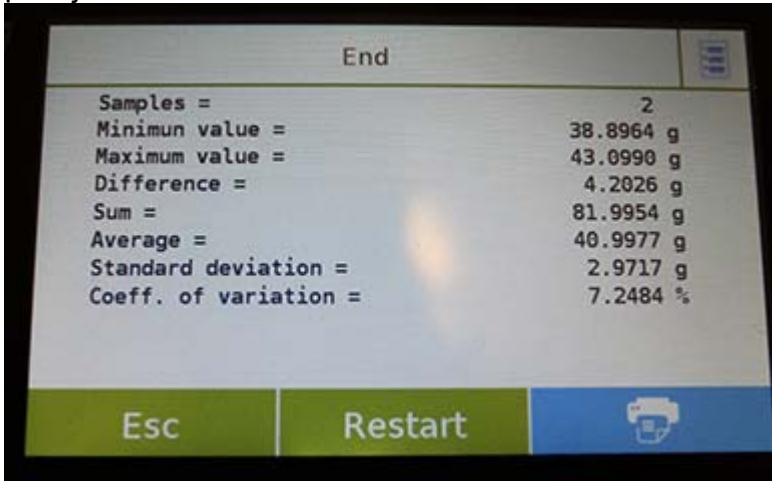 End
Samples = 2
Minimun value = 38.8964 g
Maximum value = 43.0990 g
Difference = 4.2026 g
Sum = 81.9954 g
Average = 40.9977 g
Standard deviation = 2.9717 g
Coeff. of variation = 7.2484 %
Esc Restart